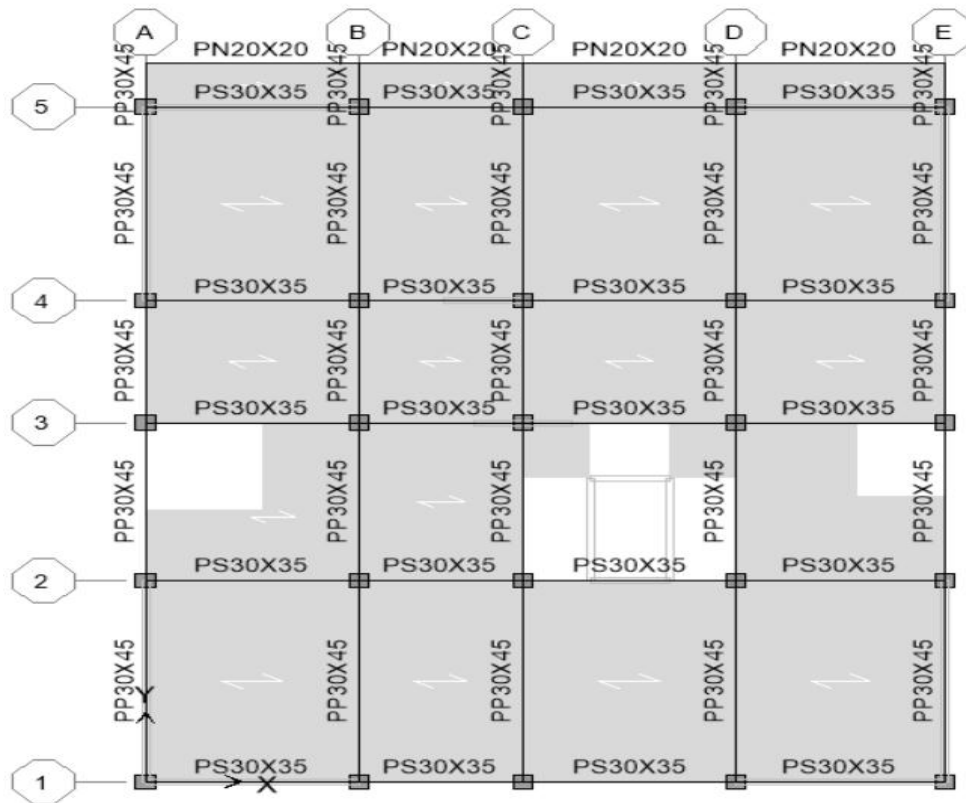 A B C D E
PN20X20 PN20X20 PN20X20 PN20X20
PP30X45 PP30X45 PP30X45 PP30X45 PP30X45
5 PS30X35 PS30X35 PS30X35 PS30X35
PP30X45 PP30X45 PP30X45 PP30X45 PP30X45
4 PS30X35 PS30X35 PS30X35 PS30X35
PP30X45 PP30X45 PP30X45 PP30X45 PP30X45
3 PS30X35 PS30X35 PS30X35 PS30X35
PP30X45 PP30X45 PP30X45 PP30X45 PP30X45
2 PS30X35 PS30X35 PS30X35 PS30X35
PP30X45 PP30X45 PP30X45 PP30X45 PP30X45
Y
1 PS30X35 PS30X35 PS30X35 PS30X35
X